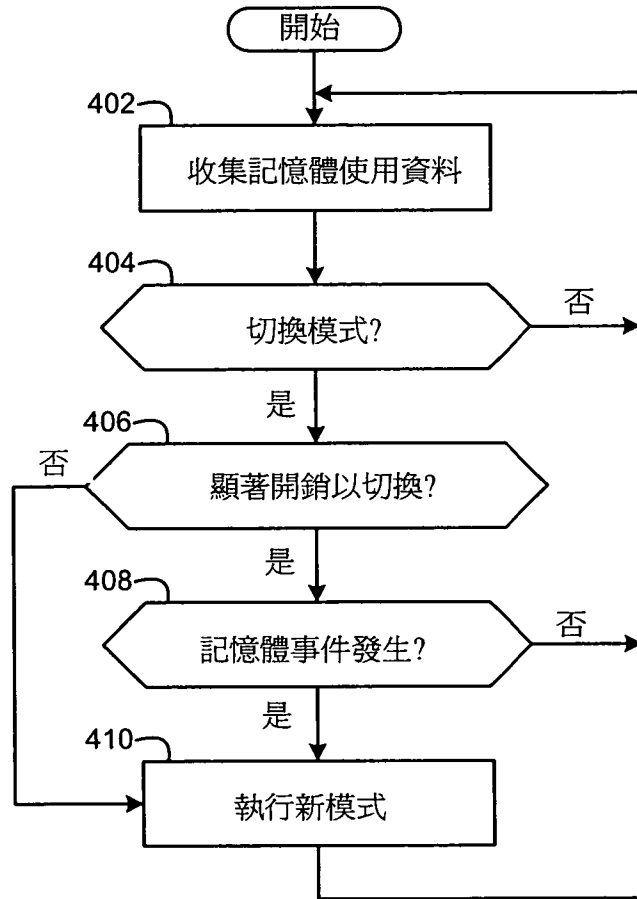 開始
402
收集記憶體使用資料
404
切換模式?
否
是
406
否
顯著開銷以切換?
是
408
記憶體事件發生?
否
是
410
執行新模式